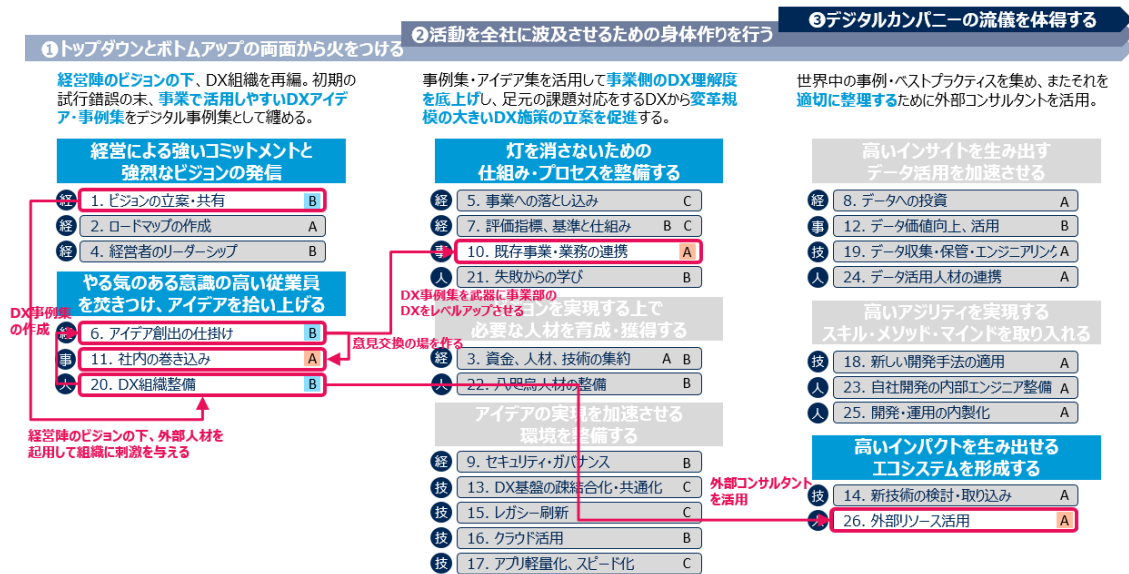 ❶トップダウンとボトムアップの両面から火をつける
❷活動を全社に波及させるための身体作りを行う
❸デジタルカンパニーの流儀を体得する
経営陣のビジョンの下、DX組織を再編。初期の
試行錯誤の末、事業で活用しやすいDXアイデ
ア・事例集をデジタル事例集として纏める。
経営による強いコミットメントと
強烈なビジョンの発信
経 1. ビジョンの立案・共有 B
経 2. ロードマップの作成 A
経 4. 経営者のリーダーシップ B
やる気のある意識の高い従業員
を焚きつけ、アイデアを拾い上げる
DX事例集
の作成
経 6. アイデア創出の仕掛け B
事 11. 社内の巻き込み A
人 20. DX組織整備 B
意見交換の場を作る
経営陣のビジョンの下、外部人材を
起用して組織に刺激を与える
事例集・アイデア集を活用して事業側のDX理解度
を底上げし、足元の課題対応をするDXから変革規
模の大きいDX施策の立案を促進する。
灯を消さないための
仕組み・プロセスを整備する
経 5. 事業への落とし込み C
経 7. 評価指標、基準と仕組み B C
事 10. 既存事業・業務の連携 A
人 21. 失敗からの学び B
DX事例集を武器に事業部の
DXをレベルアップさせる
ョンを実現する上で
必要な人材を育成・獲得する
経 3. 資金、人材、技術の集約 A B
人 22. 八咫烏人材の整備 B
アイデアの実現を加速させる
環境を整備する
経 9. セキュリティ・ガバナンス B
技 13. DX基盤の疎結合化・共通化 C
技 15. レガシー刷新 C
技 16. クラウド活用 B
技 17. アプリ軽量化、スピード化 C
外部コンサルタント
を活用
世界中の事例・ベストプラクティスを集め、またそれを
適切に整理するために外部コンサルタントを活用。
高いインサイトを生み出す
データ活用を加速させる
経 8. データへの投資 A
事 12. データ価値向上、活用 B
技 19. データ収集・保管・エンジニアリング A
人 24. データ活用人材の連携 A
高いアジリティを実現する
スキル・メソッド・マインドを取り入れる
技 18. 新しい開発手法の適用 A
人 23. 自社開発の内部エンジニア整備 A
人 25. 開発・運用の内製化 A
高いインパクトを生み出せる
エコシステムを形成する
技 14. 新技術の検討・取り込み A
人 26. 外部リソース活用 A